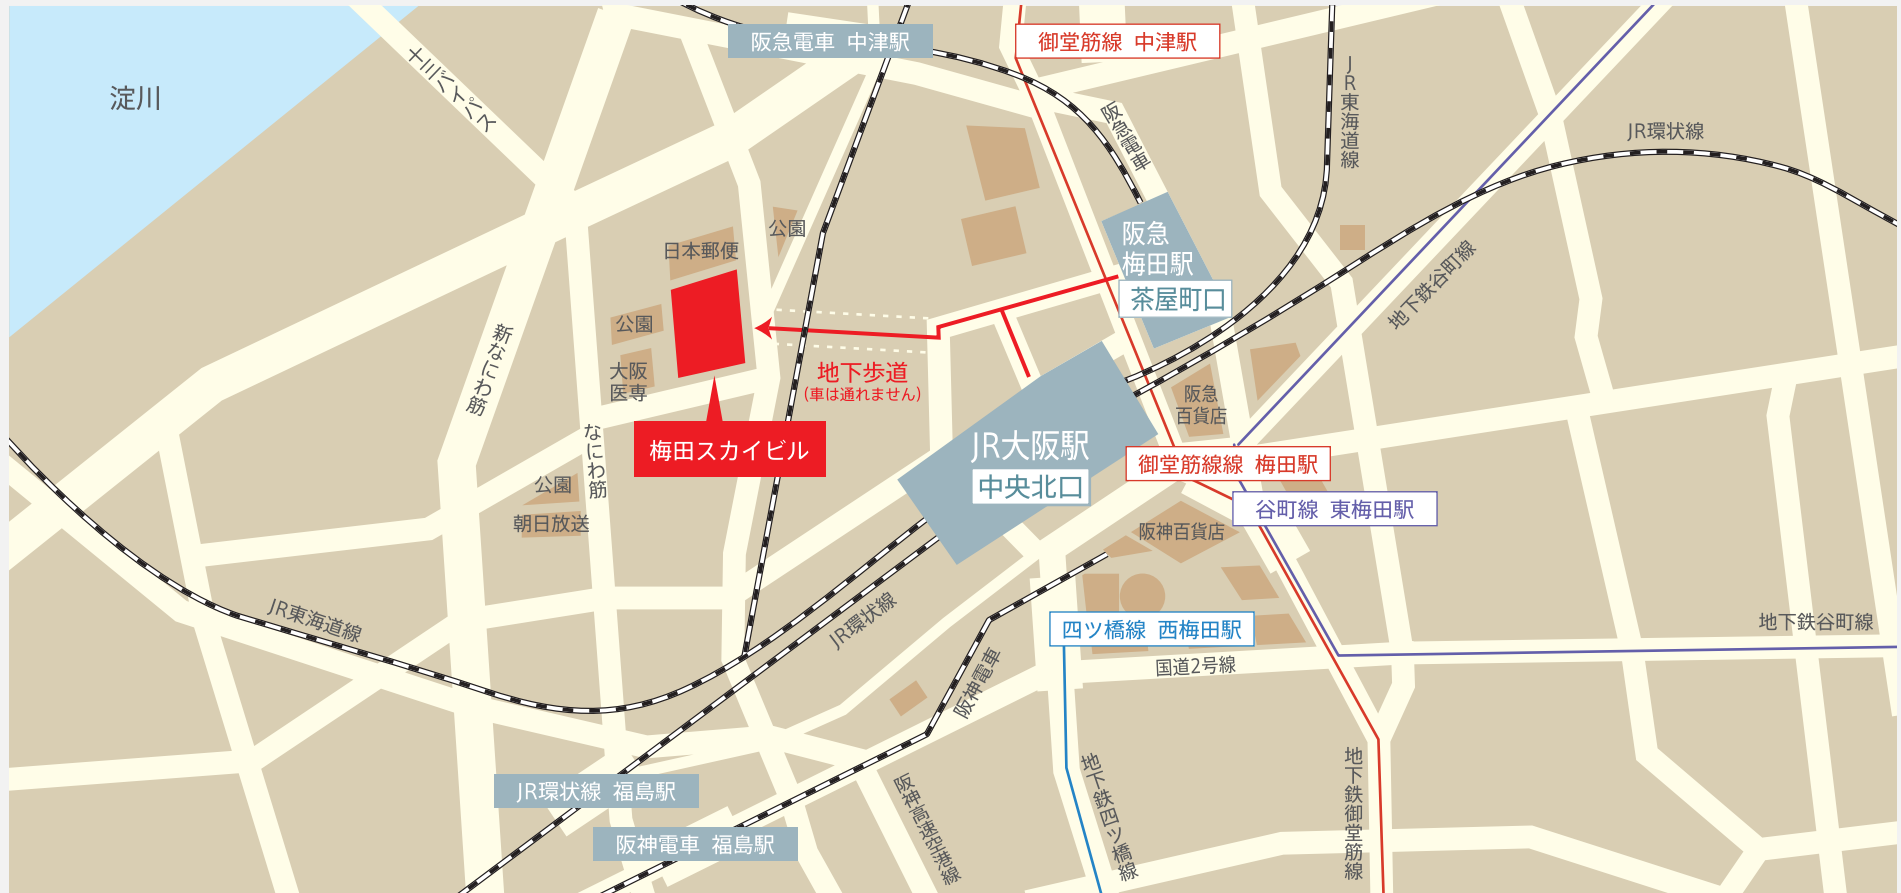 阪急電車 中津駅
御堂筋線 中津駅
淀川
十三バイパス
阪急電車
JR東海道線
JR環状線
公園
日本郵便
阪急
梅田駅
茶屋町口
地下鉄谷町線
公園
新なにわ筋
大阪
医専
地下歩道
(車は通れません)
阪急
百貨店
梅田スカイビル
JR大阪駅
中央北口
なにわ筋
御堂筋線線 梅田駅
公園
朝日放送
谷町線 東梅田駅
阪神百貨店
JR東海道線
JR環状線
四ツ橋線 西梅田駅
地下鉄谷町線
国道2号線
阪神電車
JR環状線 福島駅
阪神電車 福島駅
阪神高速空港線
地下鉄四ツ橋線
地下鉄御堂筋線